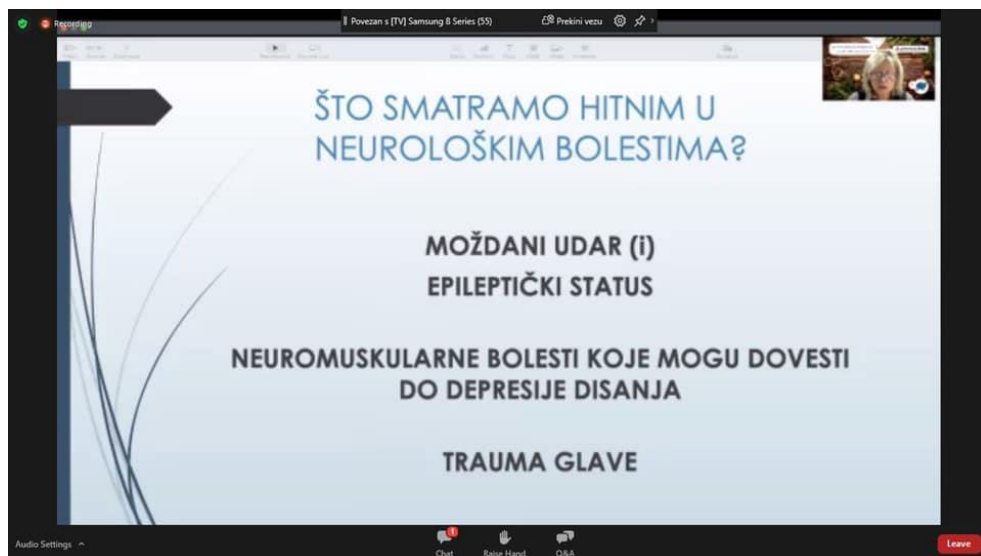 Recording
Povezan s [TV] Samsung 8 Series (55)
Prekini vezu
ŠTO SMATRAMO HITNIM U
NEUROLOŠKIM BOLESTIMA?
MOŽDANI UDAR (i)
EPILEPTIČKI STATUS
NEUROMUSKULARNE BOLESTI KOJE MOGU DOVESTI
DO DEPRESIJE DISANJA
TRAUMA GLAVE
Audio Settings
1
Chat
Raise Hand
Q&A
Leave